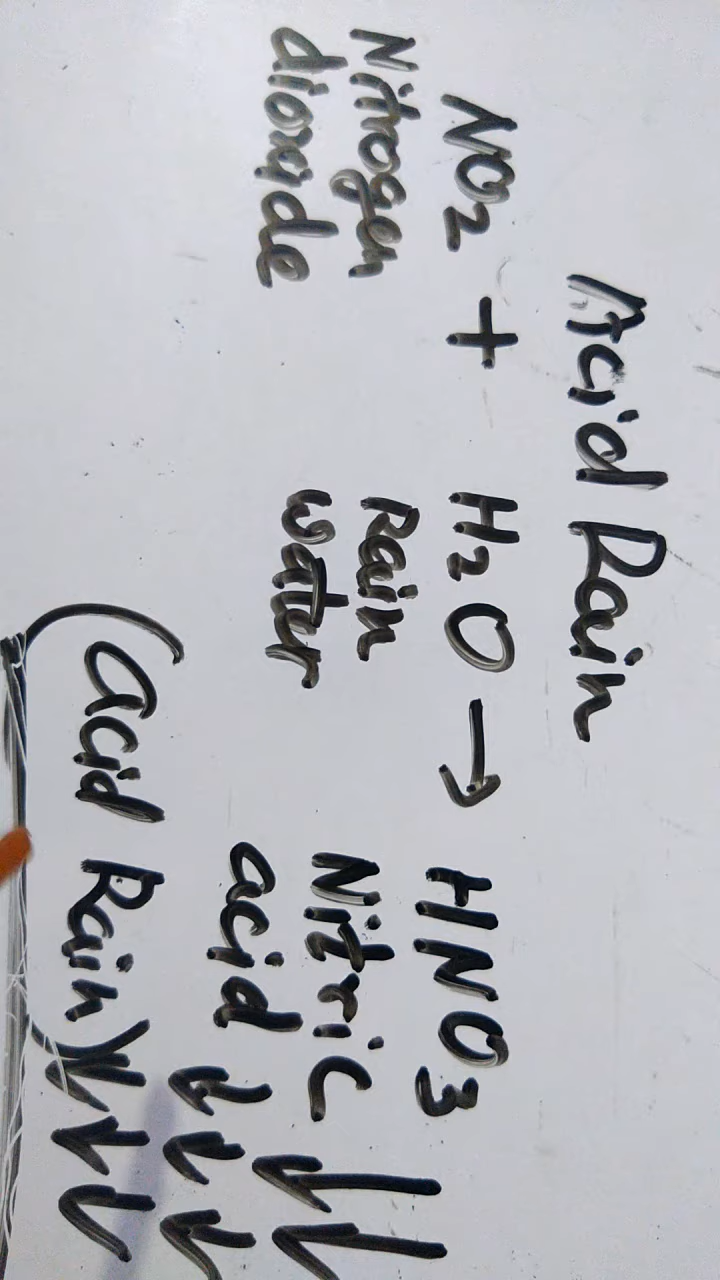 Acid Rain
NO2 + H2O → HNO3
Nitrogen dioxide
Rain water
Nitric acid
(acid Rain)